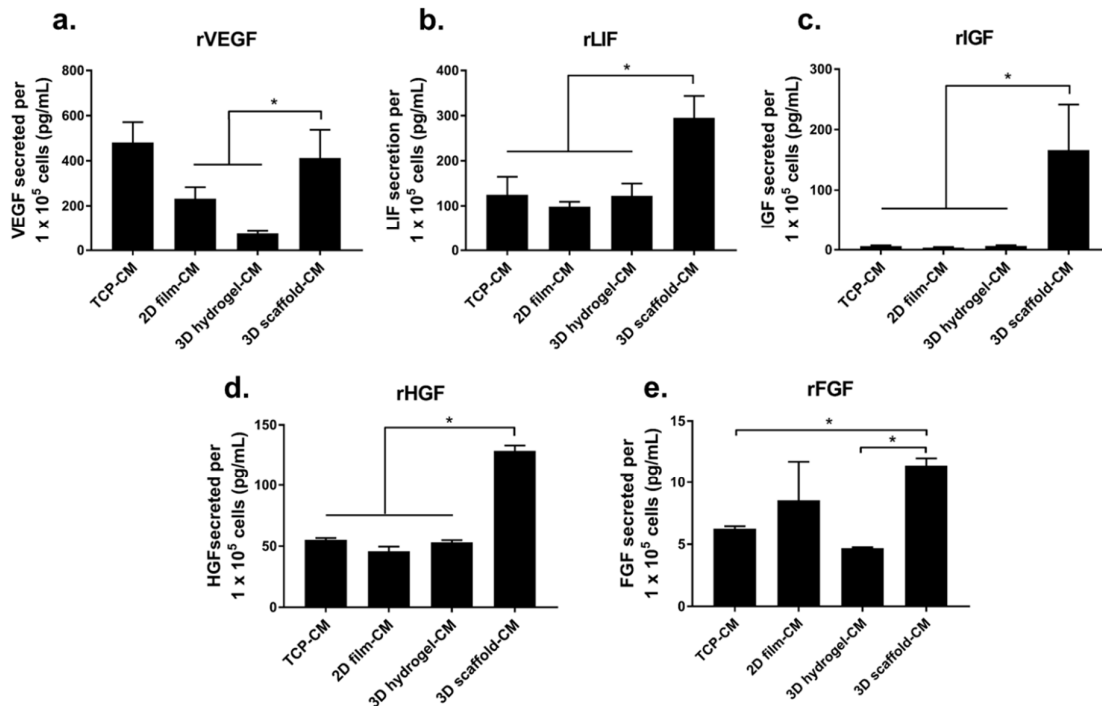 a.
rVEGF
VEGF secreted per
1 x 10⁵ cells (pg/mL)
800
600
400
200
0
*
TCP-CM
2D film-CM
3D hydrogel-CM
3D scaffold-CM
b.
rLIF
LIF secretion per
1 x 10⁵ cells (pg/mL)
400
300
200
100
0
*
TCP-CM
2D film-CM
3D hydrogel-CM
3D scaffold-CM
c.
rIGF
IGF secreted per
1 x 10⁵ cells (pg/mL)
300
200
100
0
*
TCP-CM
2D film-CM
3D hydrogel-CM
3D scaffold-CM
d.
rHGF
HGFsecreted per
1 x 10⁵ cells (pg/mL)
150
100
50
0
*
TCP-CM
2D film-CM
3D hydrogel-CM
3D scaffold-CM
e.
rFGF
FGF secreted per
1 x 10⁵ cells (pg/mL)
15
10
5
0
*
*
TCP-CM
2D film-CM
3D hydrogel-CM
3D scaffold-CM